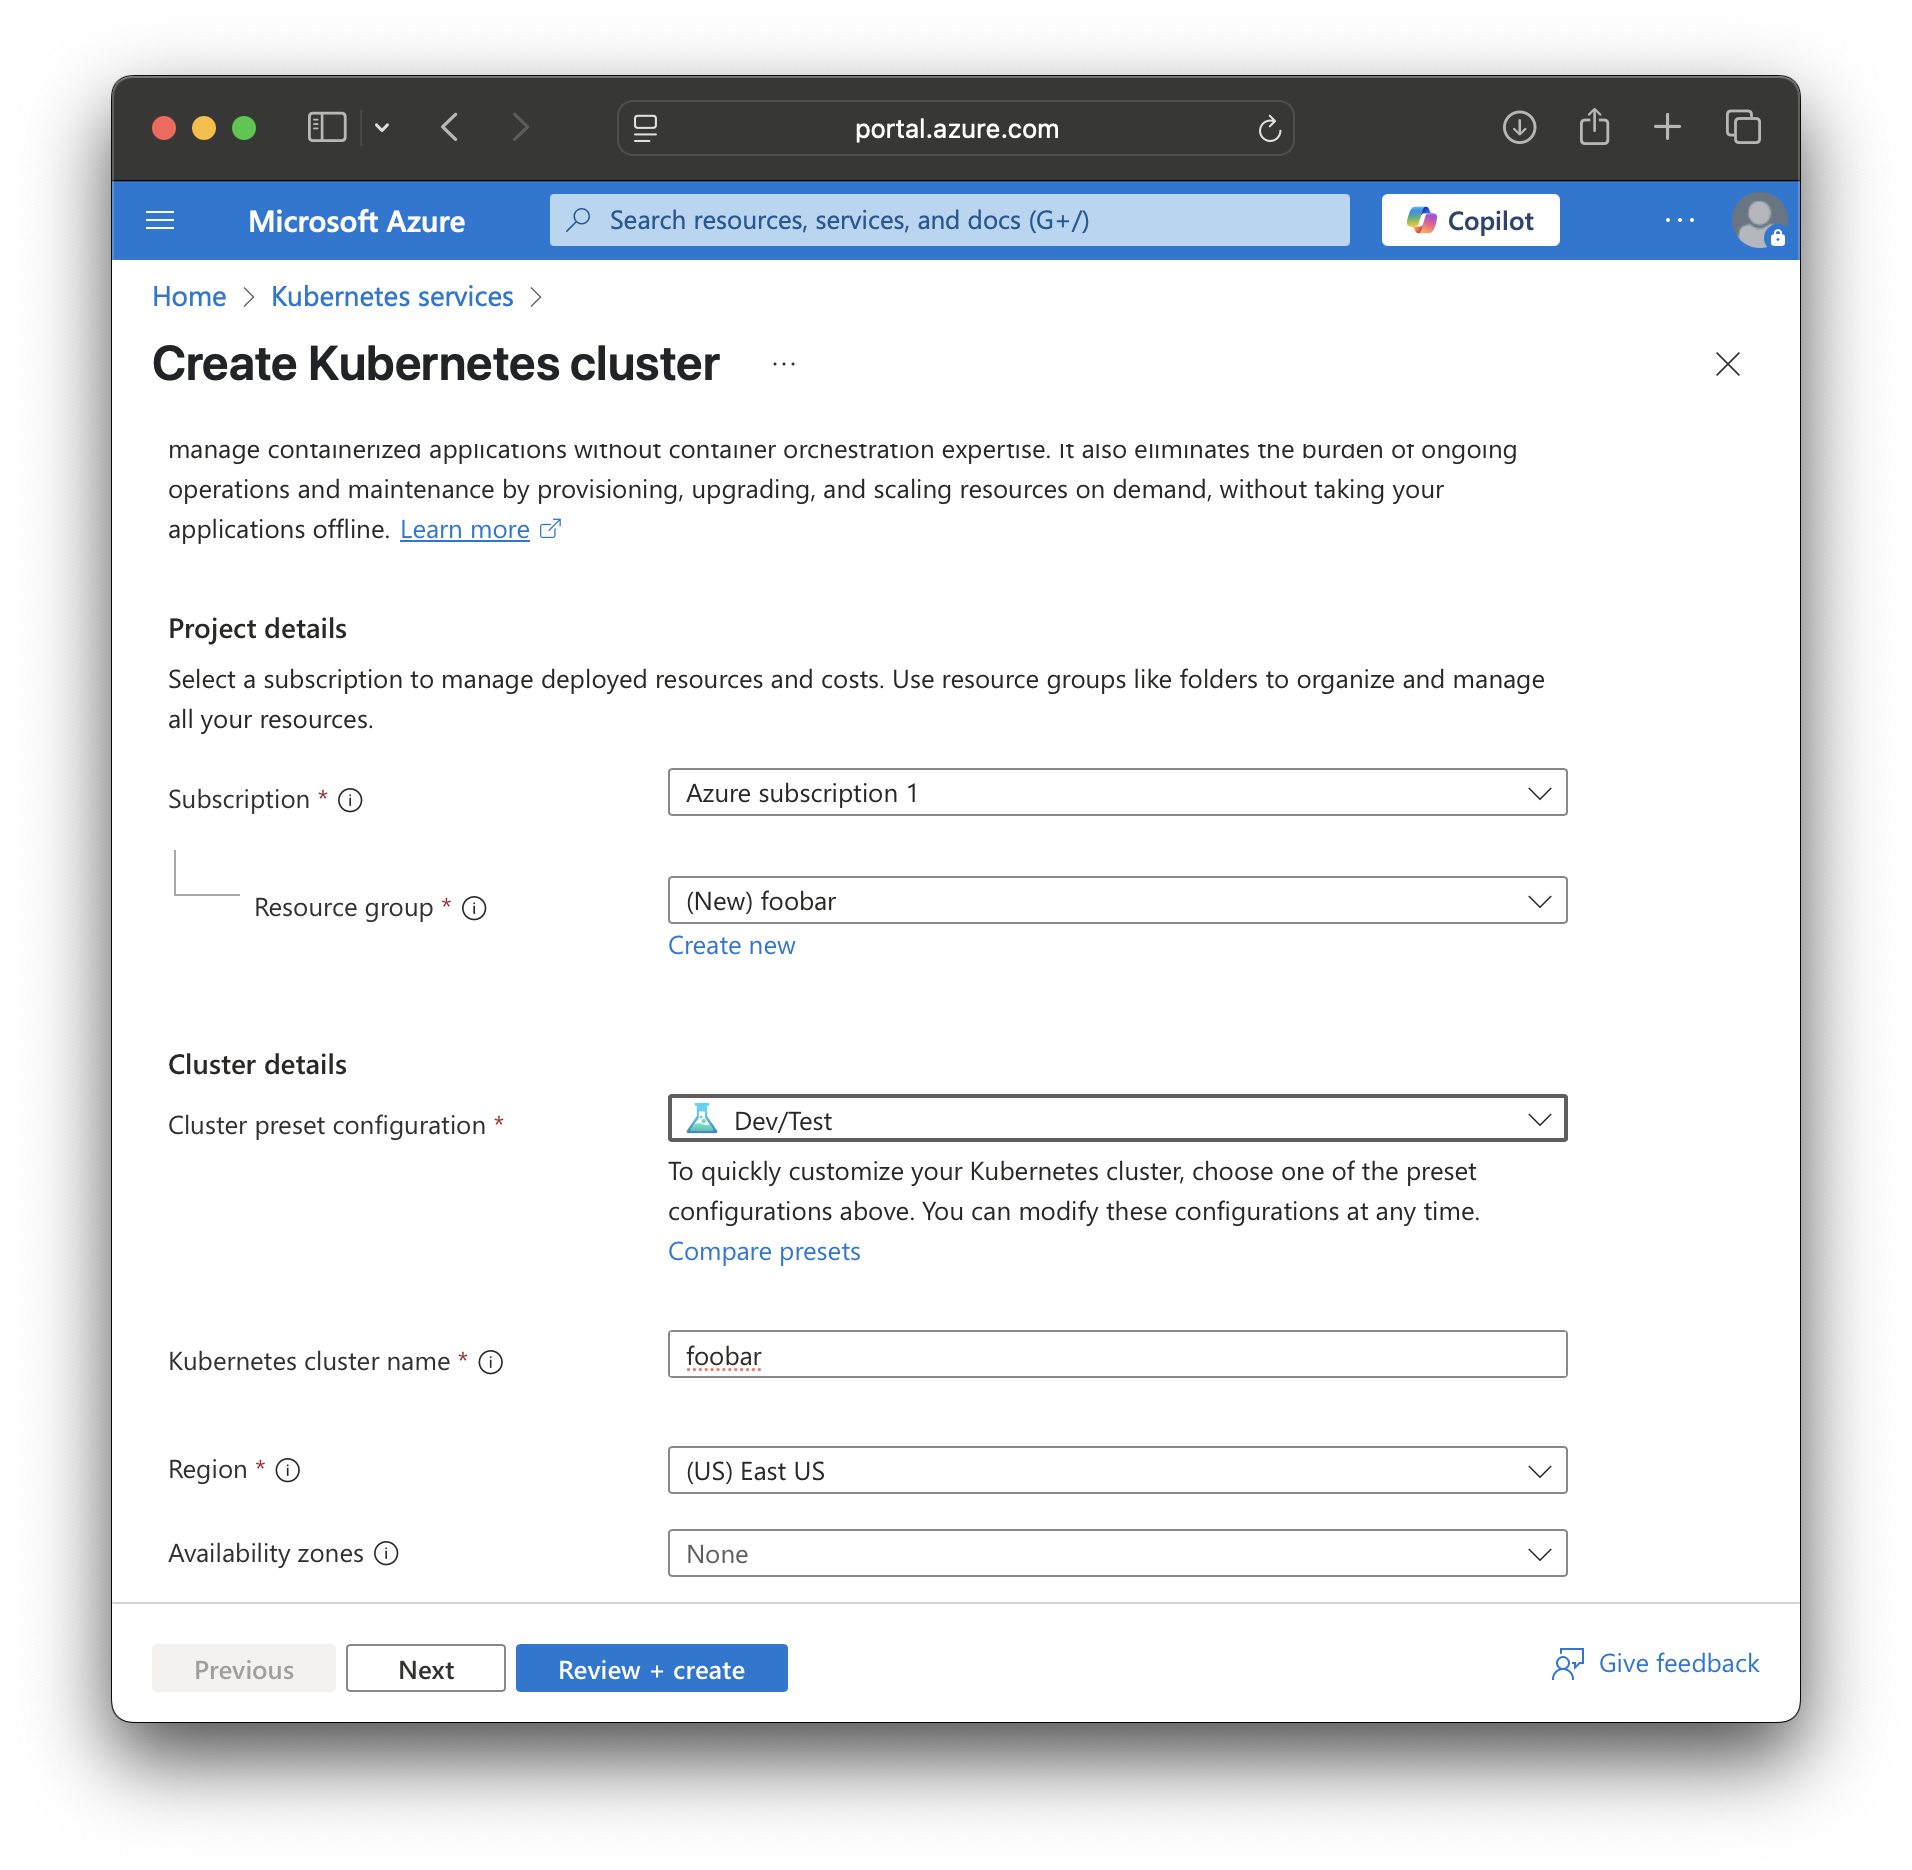 portal.azure.com
Microsoft Azure
Search resources, services, and docs (G+/)
Copilot
Home
Kubernetes services
Create Kubernetes cluster
manage containerized applications without container orchestration expertise. It also eliminates the burden of ongoing
operations and maintenance by provisioning, upgrading, and scaling resources on demand, without taking your
applications offline. Learn more
Project details
Select a subscription to manage deployed resources and costs. Use resource groups like folders to organize and manage
all your resources.
Subscription *
Azure subscription 1
Resource group *
(New) foobar
Create new
Cluster details
Cluster preset configuration *
Dev/Test
To quickly customize your Kubernetes cluster, choose one of the preset
configurations above. You can modify these configurations at any time.
Compare presets
Kubernetes cluster name *
foobar
Region *
(US) East US
Availability zones
None
Previous
Next
Review + create
Give feedback